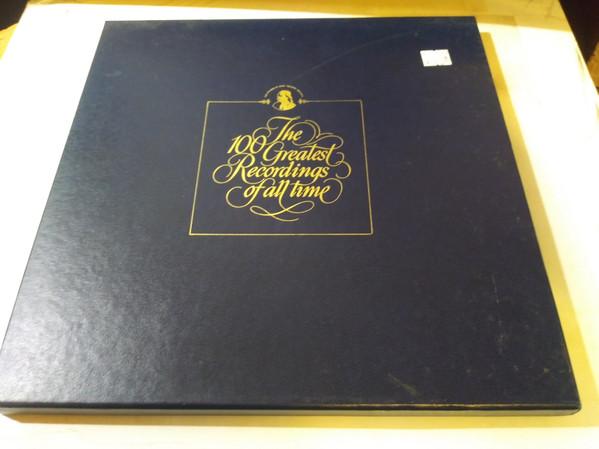 The
100 Greatest
Recordings
of all time